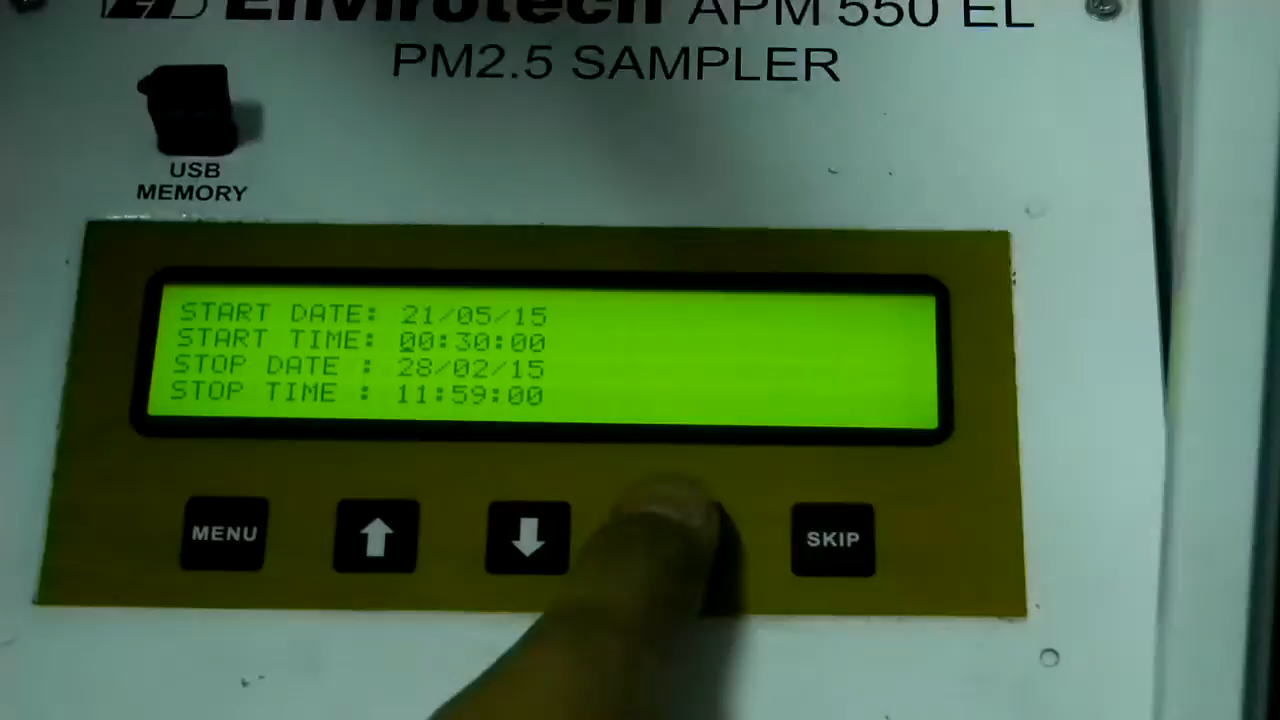 Envirotech APM 550 EL
PM2.5 SAMPLER
USB
MEMORY
START DATE: 21/05/15
START TIME: 00:30:00
STOP DATE : 28/02/15
STOP TIME : 11:59:00
MENU
SKIP